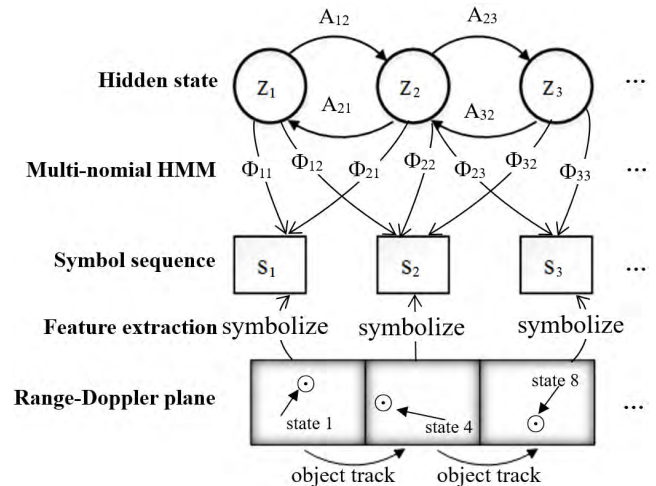 A12 A23
Hidden state Z1 Z2 Z3 ...
A21 A32
Multi-nomial HMM Φ11 Φ12 Φ21 Φ22 Φ23 Φ32 Φ33 ...
Symbol sequence S1 S2 S3 ...
Feature extraction symbolize symbolize symbolize
Range-Doppler plane state 1 state 4 state 8 ...
object track object track